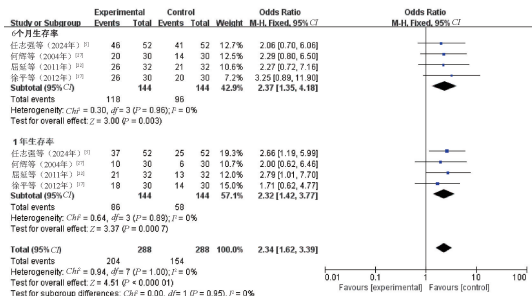 Experimental Control Odds Ratio Odds Ratio
Study or Subgroup Events Total Events Total Weight M-H, Fixed, 95% CI M-H, Fixed, 95% CI
6个月生存率
任志强等（2024年） 46 52 41 52 12.7% 2.06 [0.70, 6.06]
何辉等（2004年） 20 30 14 30 10.0% 2.29 [0.80, 6.50]
屈延等（2011年） 26 32 21 32 2.27 [0.72, 7.16]
徐平等（2012年） 26 30 20 30 7.2% 3.25 [0.89, 11.90]
Subtotal (95% CI) 144 144 42.9% 2.37 [1.35, 4.18]
Total events 118 96
Heterogeneity: Chi² = 0.30, df = 3 (P = 0.96); I² = 0%
Test for overall effect: Z = 3.00 (P = 0.003)
1年生存率
任志强等（2024年） 37 52 25 52 2.66 [1.19, 5.99]
何辉等（2004年） 10 30 6 30 2.00 [0.62, 6.46]
屈延等（2011年） 21 32 13 32 2.79 [1.01, 7.70]
徐平等（2012年） 18 30 14 30 1.71 [0.62, 4.77]
Subtotal (95% CI) 144 144 57.1% 2.32 [1.42, 3.77]
Total events 86 58
Heterogeneity: Chi² = 0.64, df = 3 (P = 0.89); I² = 0%
Test for overall effect: Z = 3.37 (P = 0.000 7)
Total (95% CI) 288 288 100.0% 2.34 [1.62, 3.39]
Total events 204 154
Heterogeneity: Chi² = 0.94, df = 7 (P = 1.00); I² = 0%
Test for overall effect: Z = 4.51 (P < 0.000 01)
Test for subgroup differences: Chi² = 0.00, df = 1 (P = 0.95), I² = 0%
0.01 0.1 1 10 100
Favours [experimental] Favours [control]